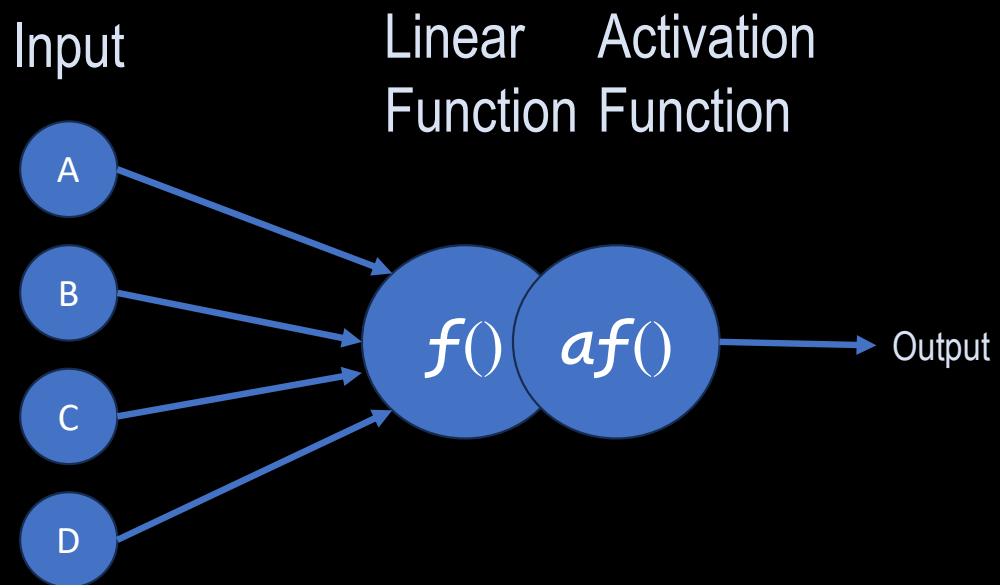 Input
Linear Function
Activation Function
A
B
C
D
f()
af()
Output